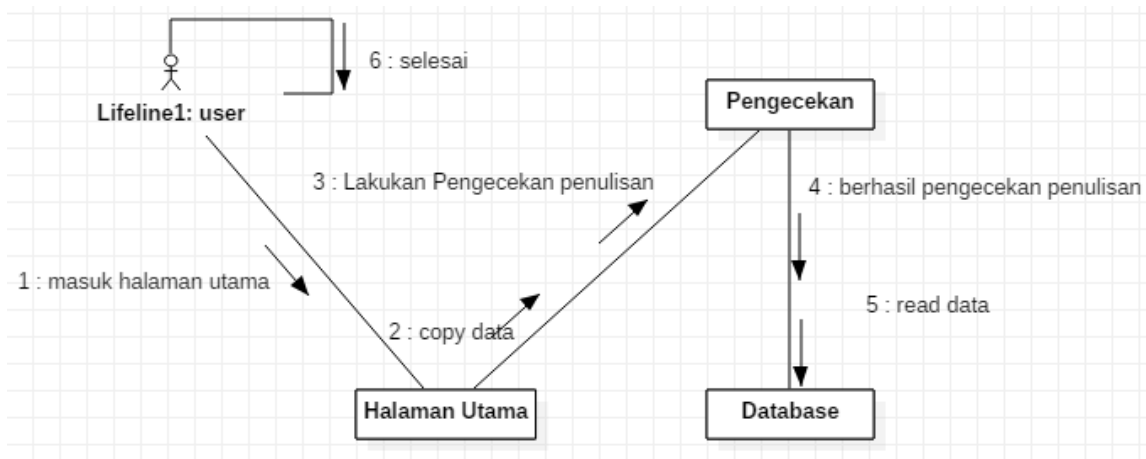 6 : selesai
Lifeline1: user
Pengecekan
3 : Lakukan Pengecekan penulisan
4 : berhasil pengecekan penulisan
1 : masuk halaman utama
5 : read data
2 : copy data
Halaman Utama
Database